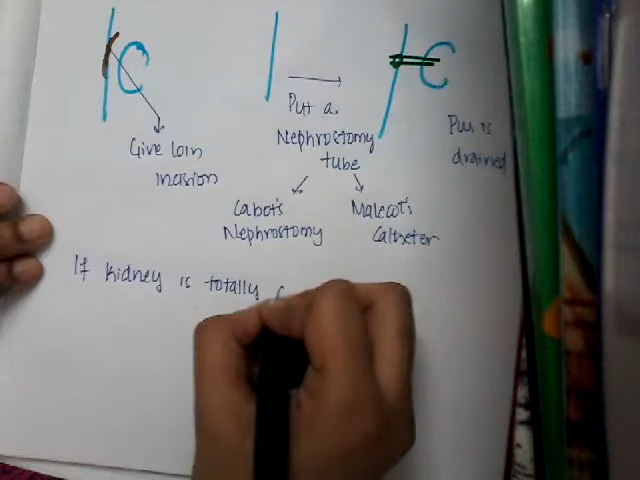 Give loin
incision
Put a
Nephrostomy
tube
Cabot's
Nephrostomy
Malecot's
Catheter
Pus is
drained
If kidney is totally